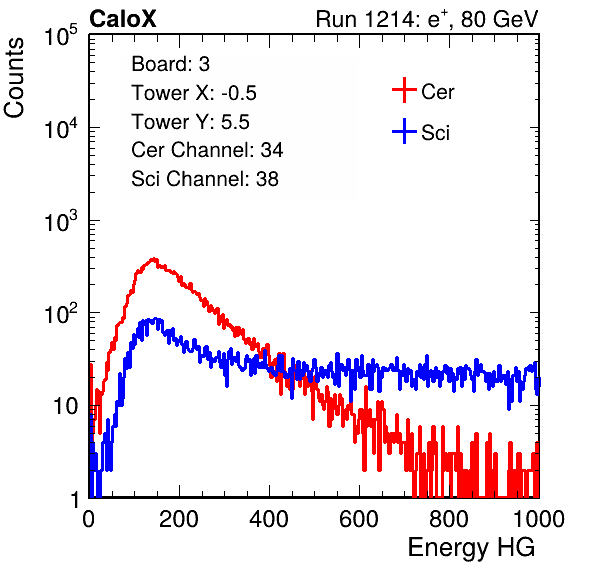 CaloX Run 1214: e⁺, 80 GeV
Counts
Board: 3
Tower X: -0.5
Tower Y: 5.5
Cer Channel: 34
Sci Channel: 38
Cer
Sci
10⁵
10⁴
10³
10²
10
1
0 200 400 600 800 1000
Energy HG